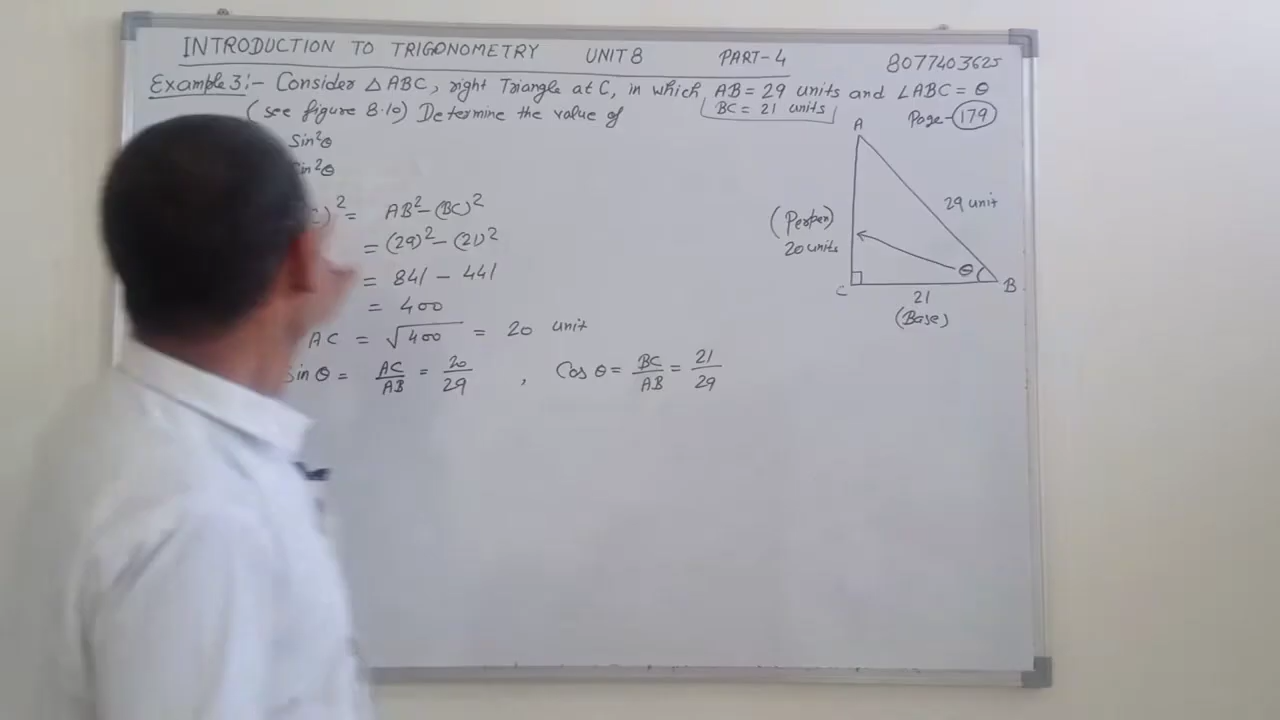 INTRODUCTION TO TRIGONOMETRY UNIT 8 PART-4 8077403625
Example 3:- Consider △ABC, right Triangle at C, in which AB = 29 units and ∠ABC = θ
BC = 21 units
(see figure 8.10) Determine the value of
Page-179
Sin²θ
in²θ
C)² = AB² - (BC)²
= (29)² - (21)²
= 841 - 441
= 400
AC = √400 = 20 unit
Sin θ = AC/AB = 20/29 , Cos θ = BC/AB = 21/29
A
29 unit
(Perpen)
20 units
θ
C
B
21
(Base)